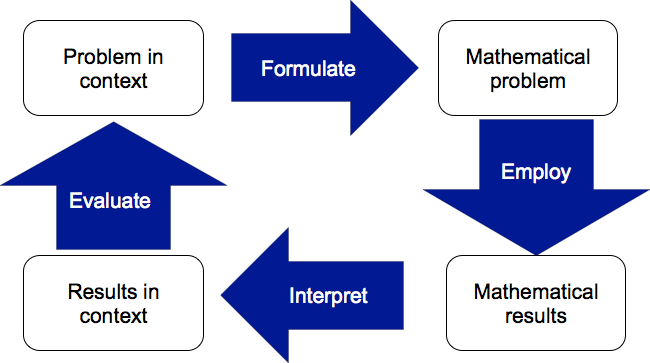 Problem in
context
Formulate
Mathematical
problem
Employ
Mathematical
results
Interpret
Results in
context
Evaluate